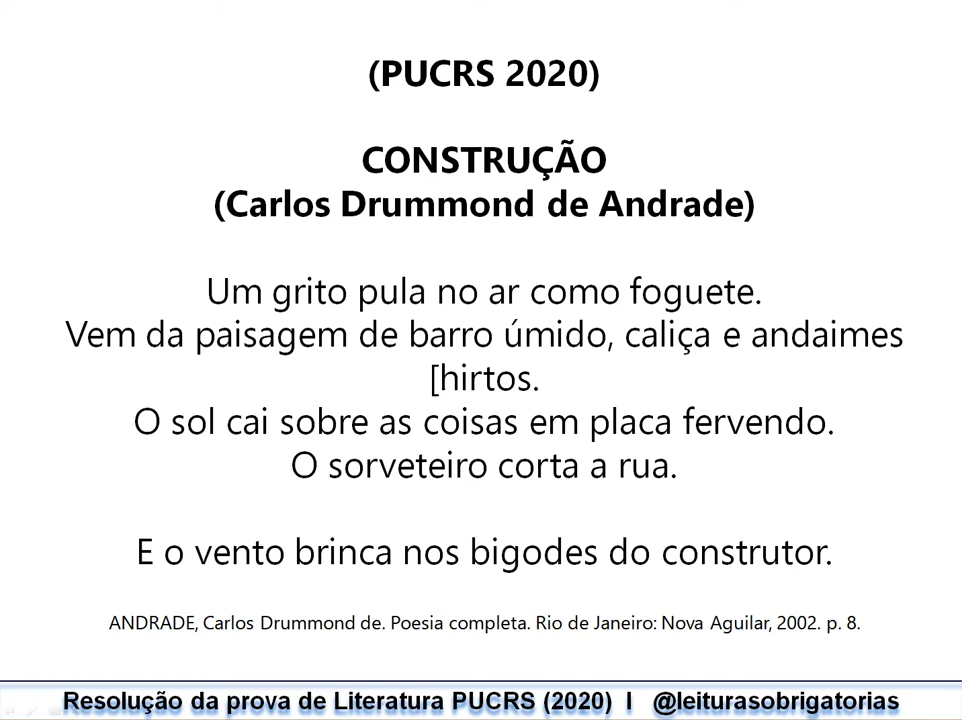 (PUCRS 2020)
CONSTRUÇÃO
(Carlos Drummond de Andrade)
Um grito pula no ar como foguete.
Vem da paisagem de barro úmido, caliça e andaimes
[hirtos.
O sol cai sobre as coisas em placa fervendo.
O sorveteiro corta a rua.
E o vento brinca nos bigodes do construtor.
ANDRADE, Carlos Drummond de. Poesia completa. Rio de Janeiro: Nova Aguilar, 2002. p. 8.
Resolução da prova de Literatura PUCRS (2020) I @leiturasobrigatorias